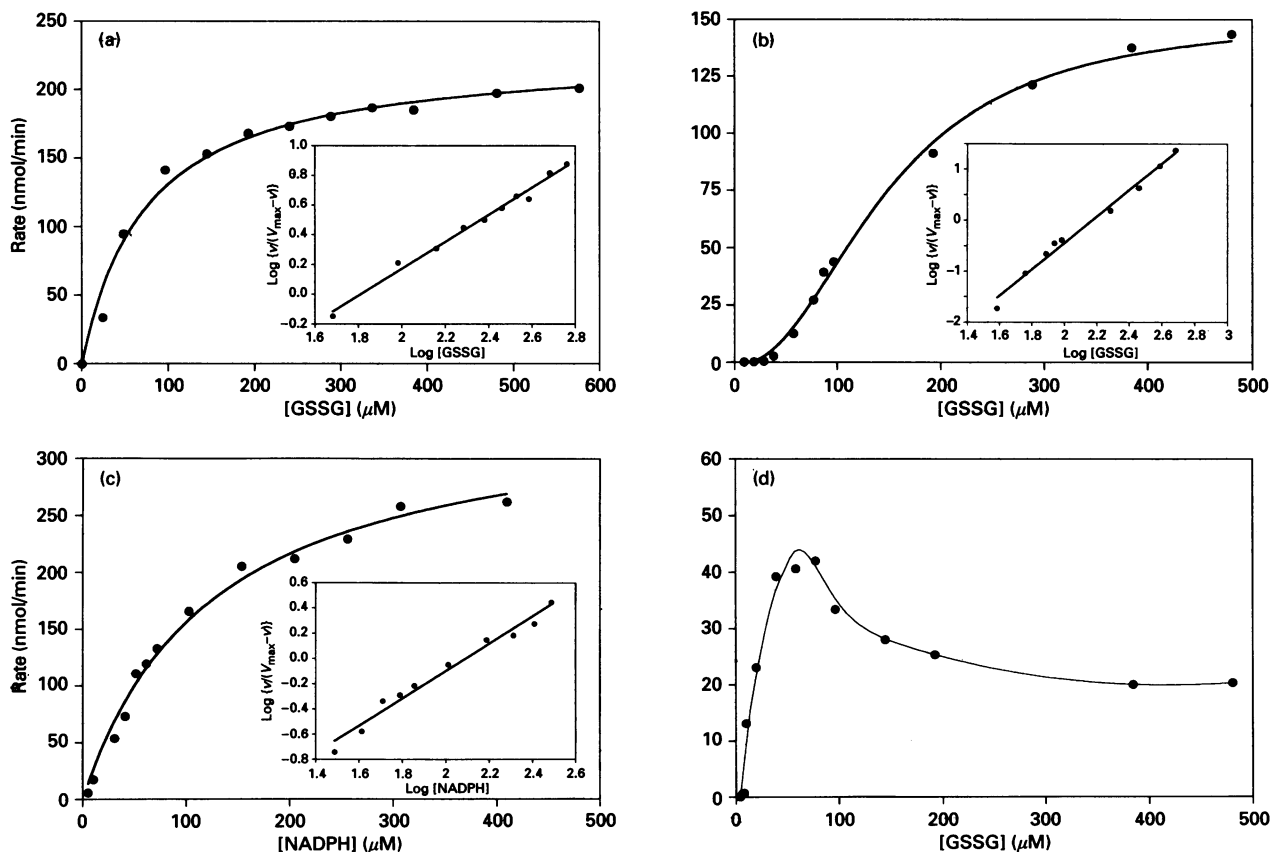 (a)
250
200
150
100
50
0
Rate (nmol/min)
0 100 200 300 400 500 600
[GSSG] (μM)
1.0
0.8
0.6
0.4
0.2
0.0
−0.2
Log {v/(Vmax−v)}
1.6 1.8 2 2.2 2.4 2.6 2.8
Log [GSSG]
(b)
150
125
100
75
50
25
0
0 100 200 300 400 500
[GSSG] (μM)
1
0
−1
−2
Log {v/(Vmax−v)}
1.4 1.6 1.8 2 2.2 2.4 2.6 2.8 3
Log [GSSG]
(c)
300
250
200
150
100
50
0
Rate (nmol/min)
0 100 200 300 400 500
[NADPH] (μM)
0.6
0.4
0.2
0.0
−0.2
−0.4
−0.6
−0.8
Log {v/(Vmax−v)}
1.4 1.6 1.8 2 2.2 2.4 2.6
Log [NADPH]
(d)
60
50
40
30
20
10
0
0 100 200 300 400 500
[GSSG] (μM)